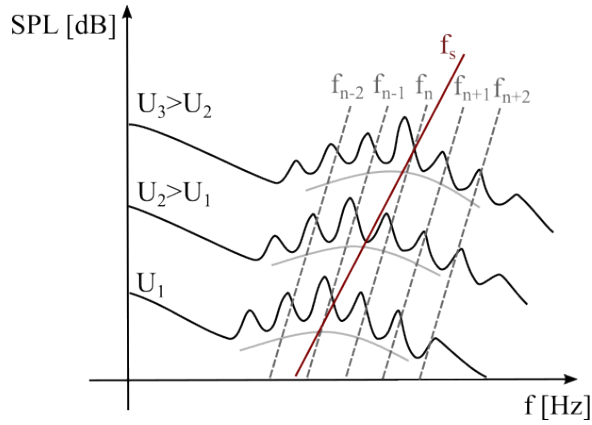 SPL [dB]
fs
fn-2 fn-1 fn fn+1 fn+2
U3>U2
U2>U1
U1
f [Hz]